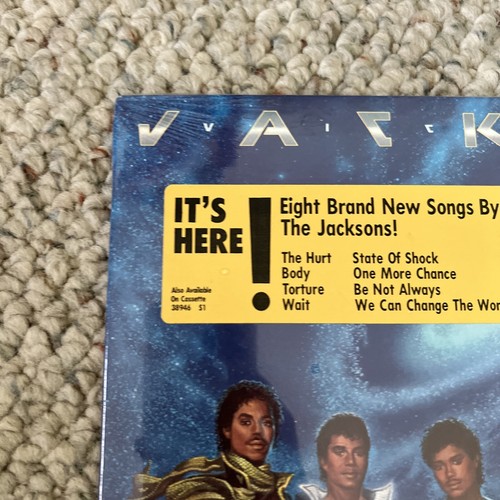 J V A I C C K
IT'S
HERE!
Eight Brand New Songs By
The Jacksons!
The Hurt State Of Shock
Body One More Chance
Torture Be Not Always
Wait We Can Change The Wor
Also Available
On Cassette
38946 S1